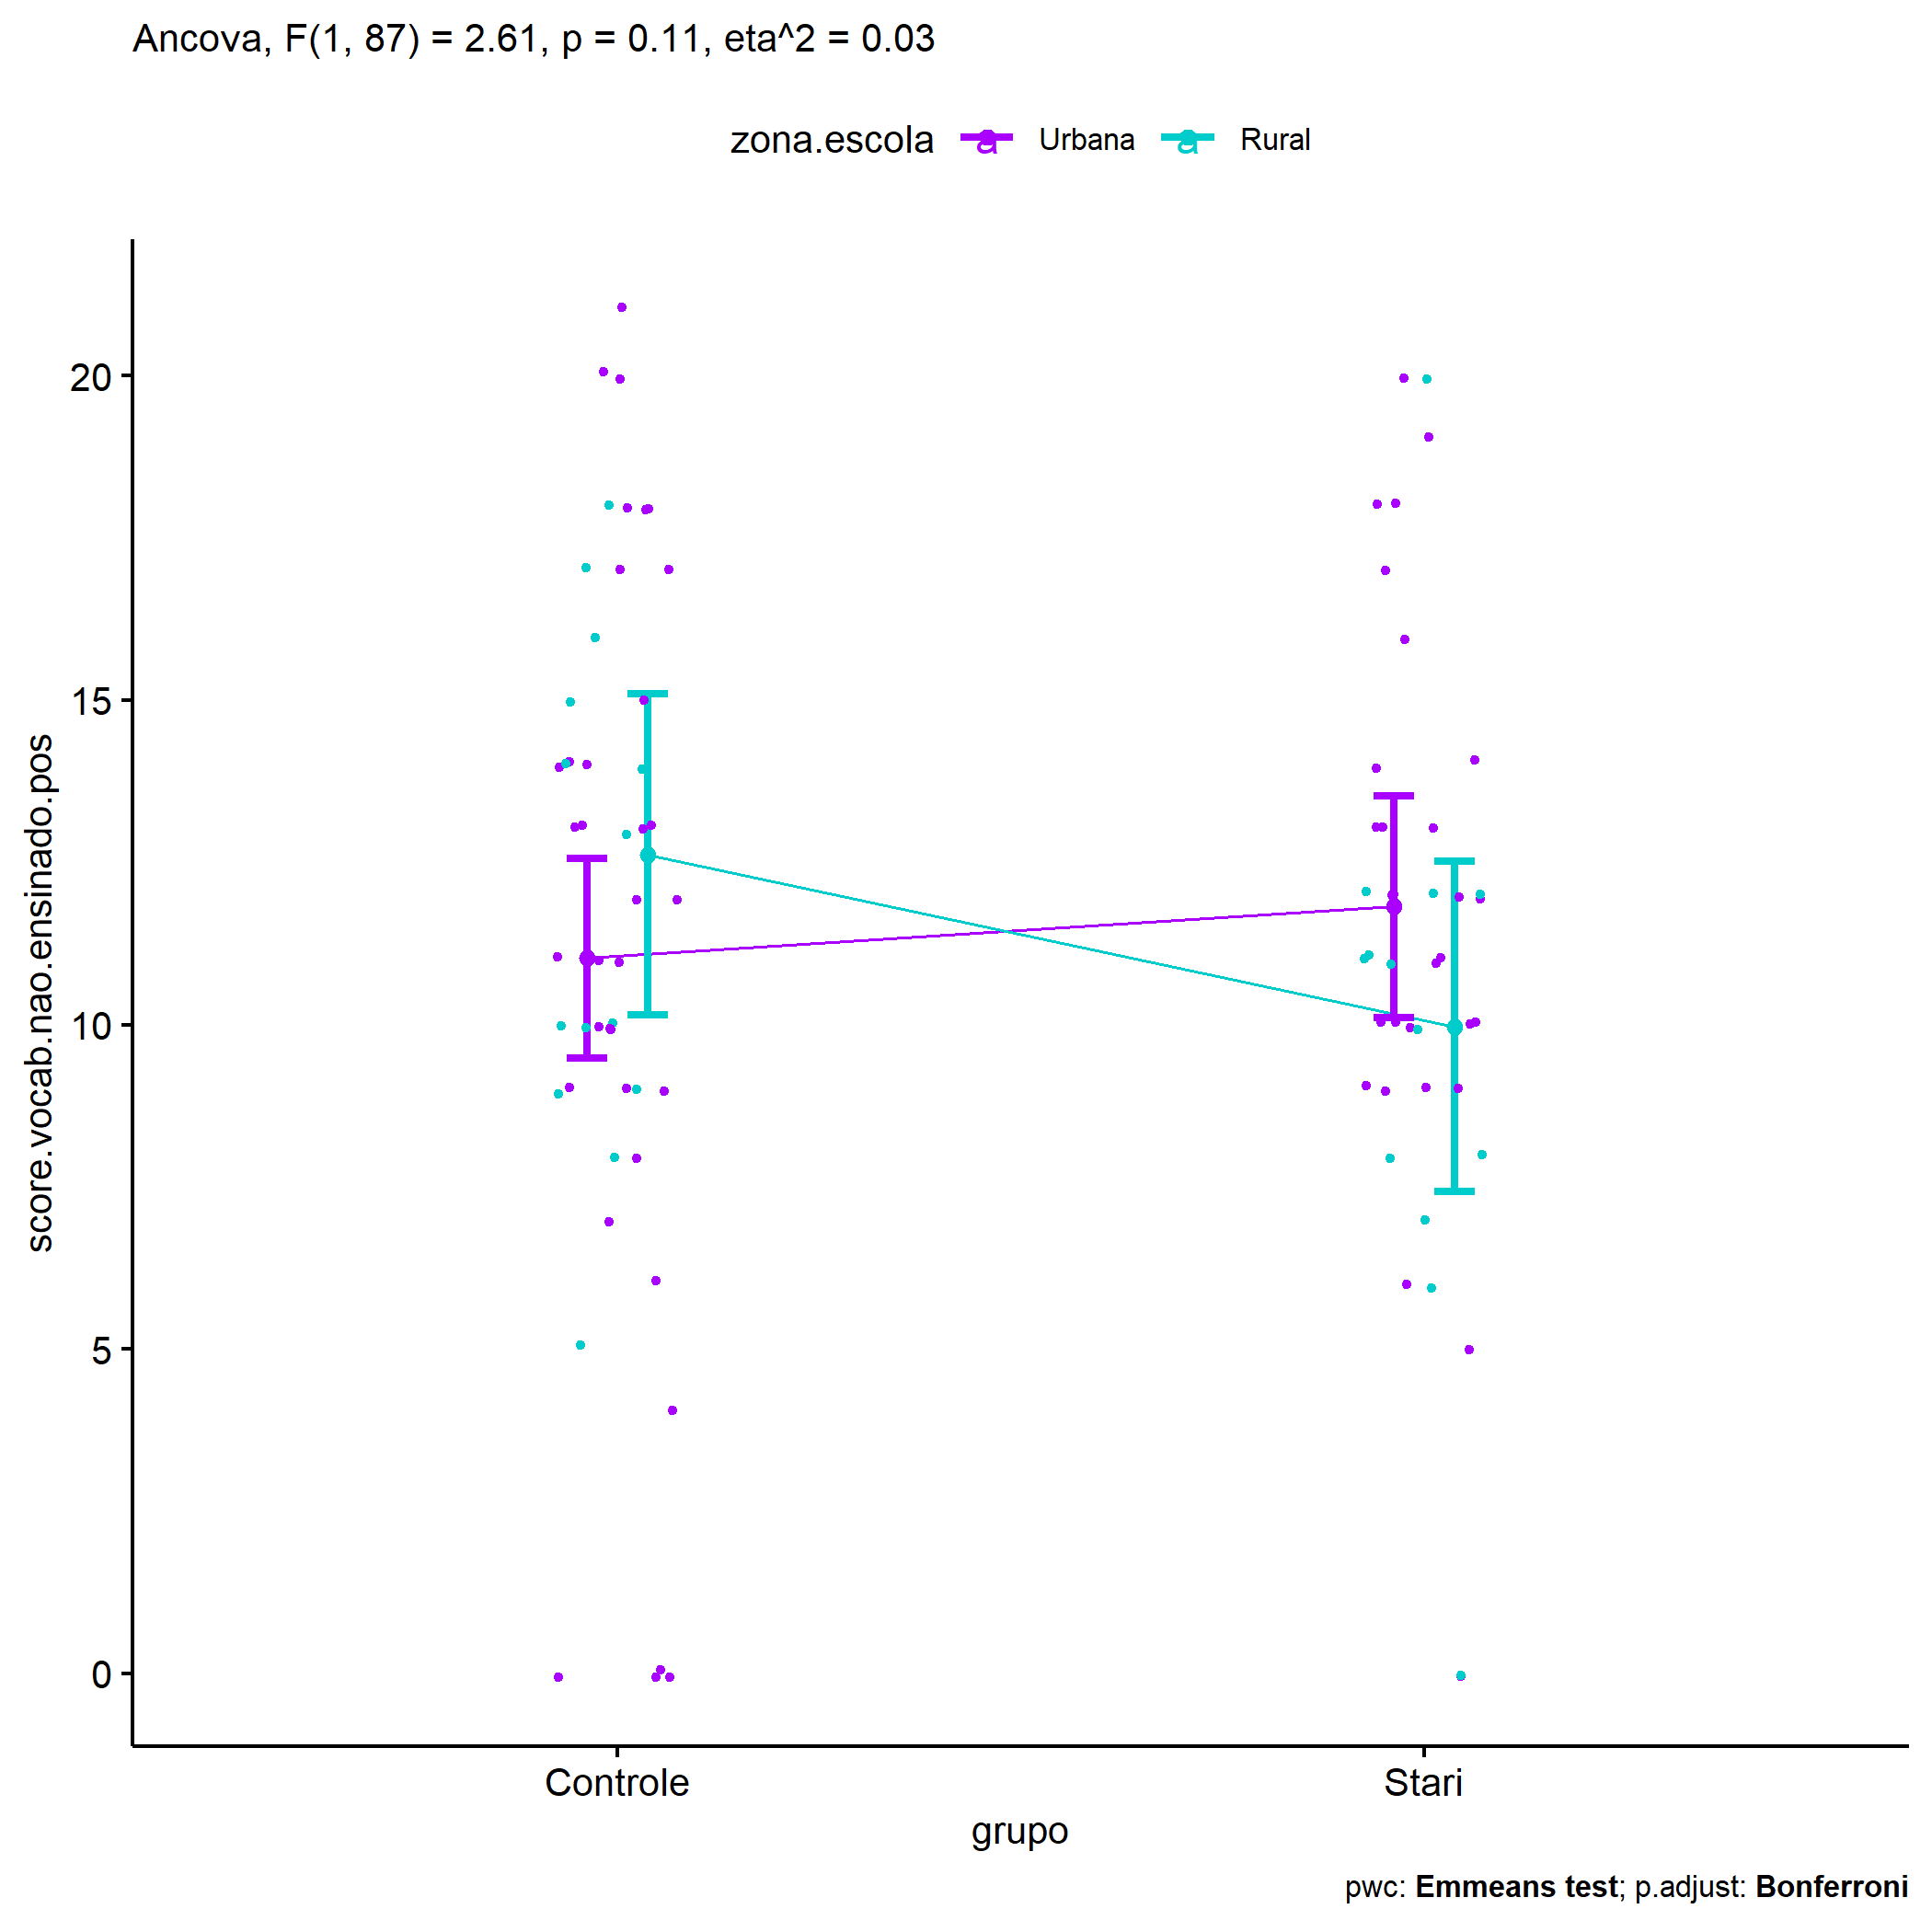 Ancova, F(1, 87) = 2.61, p = 0.11, eta^2 = 0.03
zona.escola a Urbana a Rural
score.vocab.nao.ensinado.pos
20
15
10
5
0
Controle Stari
grupo
pwc: Emmeans test; p.adjust: Bonferroni